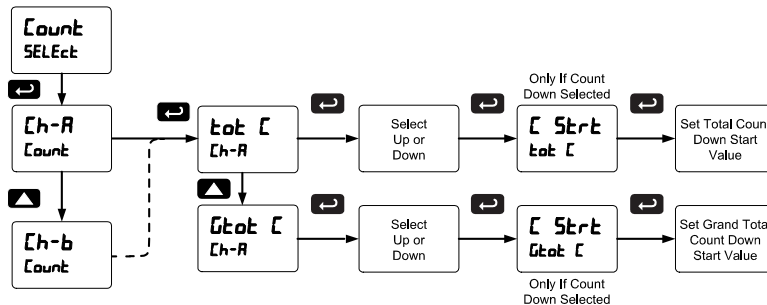 Count
SELEct
Ch-A
Count
Ch-b
Count
tot C
Ch-A
Gtot C
Ch-A
Select
Up or
Down
Select
Up or
Down
Only If Count
Down Selected
C Strt
tot C
C Strt
Gtot C
Only If Count
Down Selected
Set Total Coun
Down Start
Value
Set Grand Tota
Count Down
Start Value